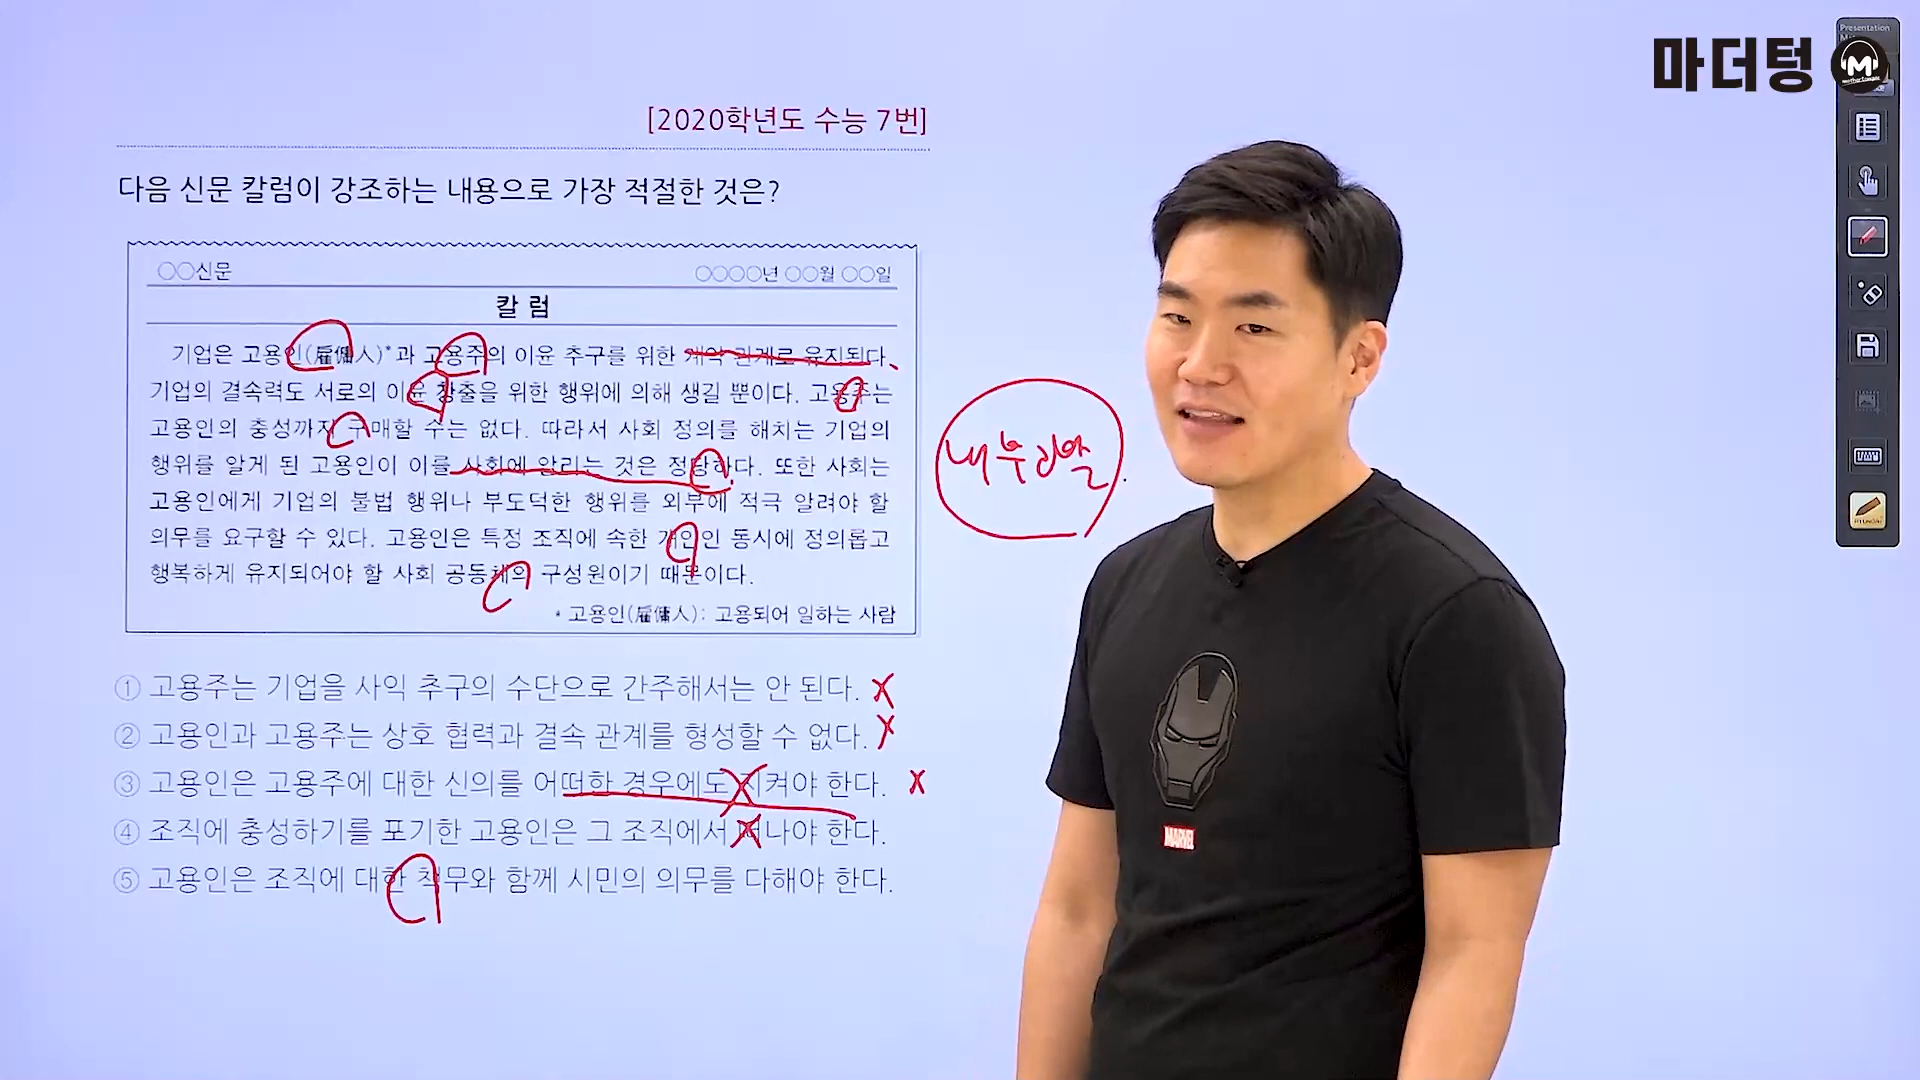 Presentation
마더텅
M
[2020학년도 수능 7번]
다음 신문 칼럼이 강조하는 내용으로 가장 적절한 것은?
○○신문 ○○○○년 ○○월 ○○일
칼 럼
기업은 고용인(雇傭人)*과 고용주의 이윤 추구를 위한 계약 관계로 유지된다.
기업의 결속력도 서로의 이윤 창출을 위한 행위에 의해 생길 뿐이다. 고용주는
고용인의 충성까지 구매할 수는 없다. 따라서 사회 정의를 해치는 기업의
행위를 알게 된 고용인이 이를 사회에 알리는 것은 정당하다. 또한 사회는
고용인에게 기업의 불법 행위나 부도덕한 행위를 외부에 적극 알려야 할
의무를 요구할 수 있다. 고용인은 특정 조직에 속한 개인인 동시에 정의롭고
행복하게 유지되어야 할 사회 공동체의 구성원이기 때문이다.
* 고용인(雇傭人): 고용되어 일하는 사람
내부고발
① 고용주는 기업을 사익 추구의 수단으로 간주해서는 안 된다.
② 고용인과 고용주는 상호 협력과 결속 관계를 형성할 수 없다.
③ 고용인은 고용주에 대한 신의를 어떠한 경우에도 지켜야 한다.
④ 조직에 충성하기를 포기한 고용인은 그 조직에서 떠나야 한다.
⑤ 고용인은 조직에 대한 책무와 함께 시민의 의무를 다해야 한다.
MARVEL